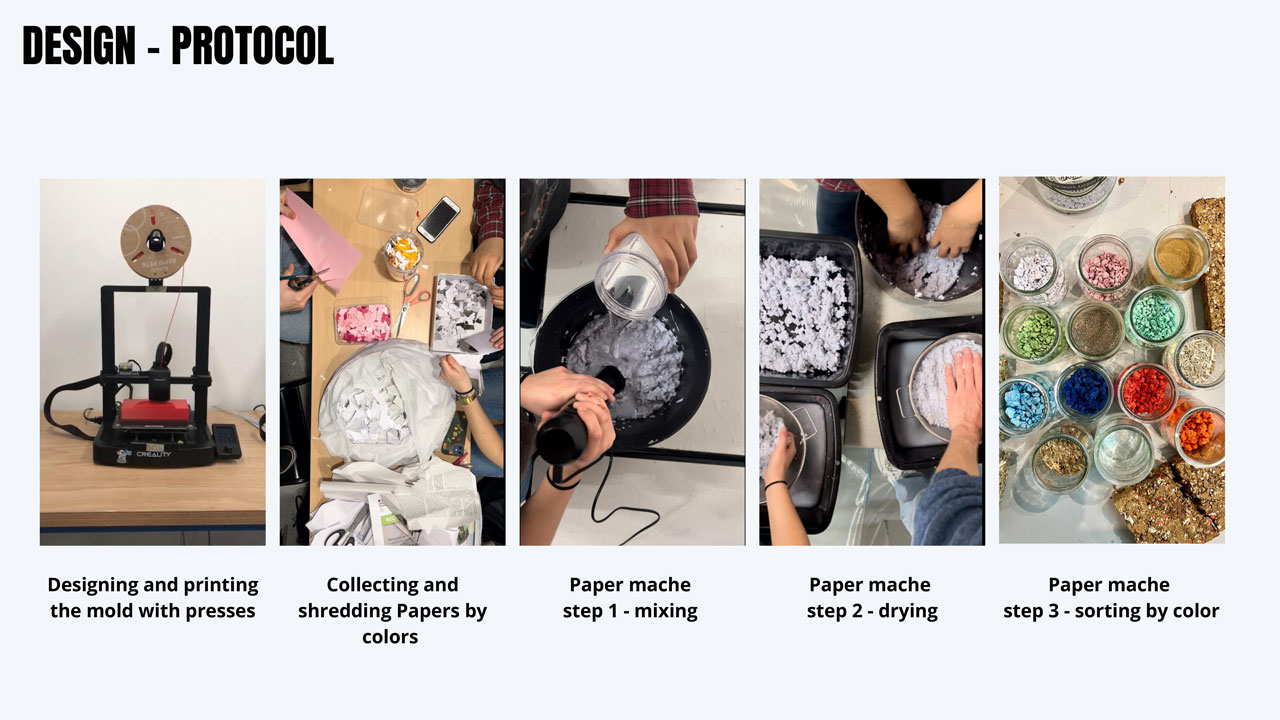 DESIGN - PROTOCOL
CREALITY
Designing and printing
the mold with presses
Collecting and
shredding Papers by
colors
Paper mache
step 1 - mixing
Paper mache
step 2 - drying
Paper mache
step 3 - sorting by color